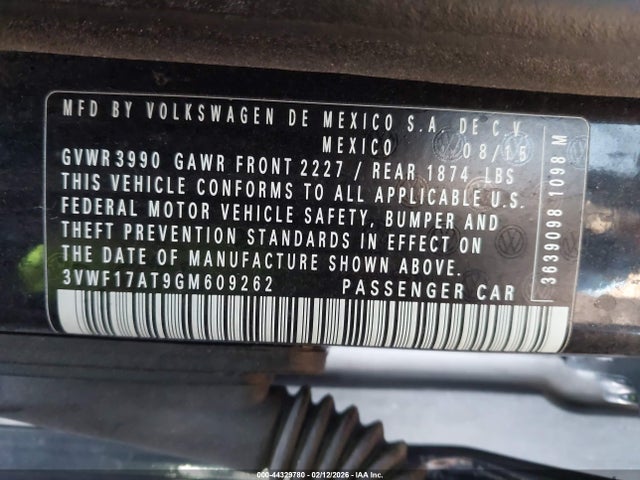 MFD BY VOLKSWAGEN DE MEXICO S.A. DE C.V.
MEXICO 08/15
GVWR 3990 GAWR FRONT 2227 / REAR 1874 LBS
THIS VEHICLE CONFORMS TO ALL APPLICABLE U.S.
FEDERAL MOTOR VEHICLE SAFETY, BUMPER AND
THEFT PREVENTION STANDARDS IN EFFECT ON
THE DATE OF MANUFACTURE SHOWN ABOVE.
3VWF17AT9GM609262 PASSENGER CAR
3639098 1098 M
000-44329780 - 02/12/2026 - IAA Inc.